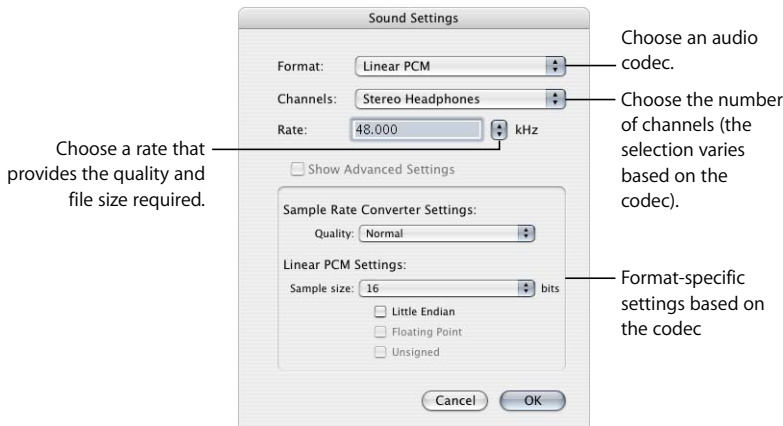 Sound Settings
Format: Linear PCM
Choose an audio
codec.
Channels: Stereo Headphones
Choose the number
of channels (the
selection varies
based on the
codec).
Rate: 48.000 kHz
Choose a rate that
provides the quality and
file size required.
Show Advanced Settings
Sample Rate Converter Settings:
Quality: Normal
Linear PCM Settings:
Sample size: 16 bits
Little Endian
Floating Point
Unsigned
Format-specific
settings based on
the codec
Cancel OK